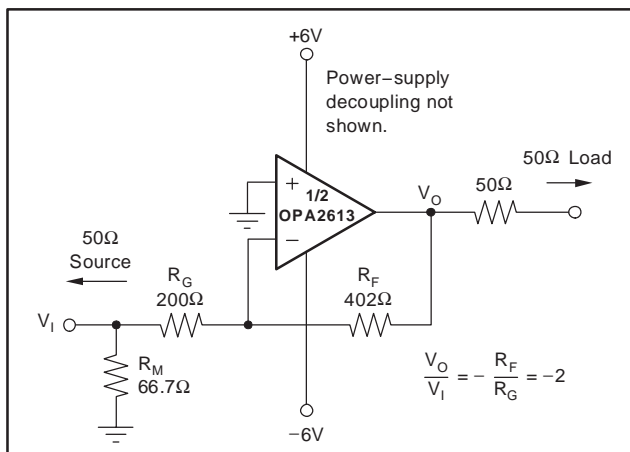 +6V
Power−supply
decoupling not
shown.
50Ω Load
+
1/2
OPA2613
−
V_O
50Ω
50Ω
Source
R_G
200Ω
R_F
402Ω
V_I
R_M
66.7Ω
V_O / V_I = − R_F / R_G = −2
−6V